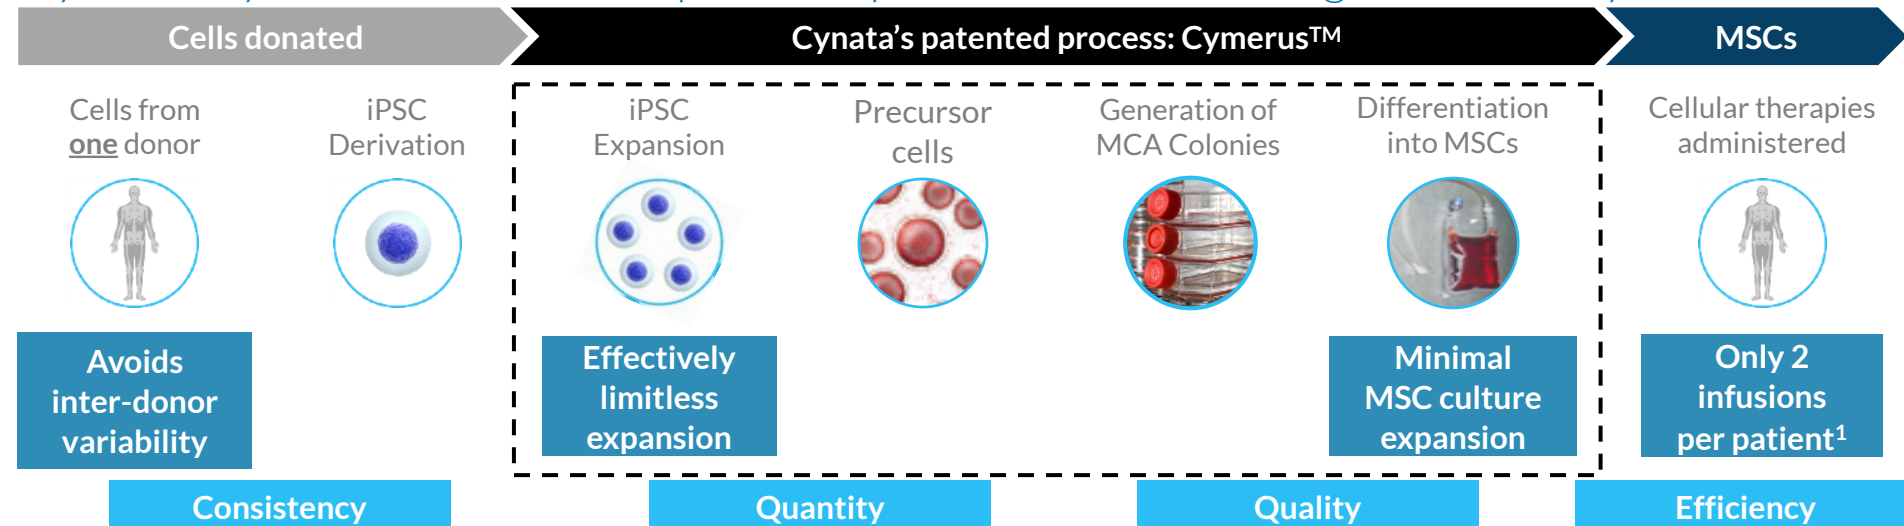 Cells donated
Cynata's patented process: Cymerus™
MSCs
Cells from
one donor
iPSC
Derivation
iPSC
Expansion
Precursor
cells
Generation of
MCA Colonies
Differentiation
into MSCs
Cellular therapies
administered
Avoids
inter-donor
variability
Effectively
limitless
expansion
Minimal
MSC culture
expansion
Only 2
infusions
per patient¹
Consistency
Quantity
Quality
Efficiency